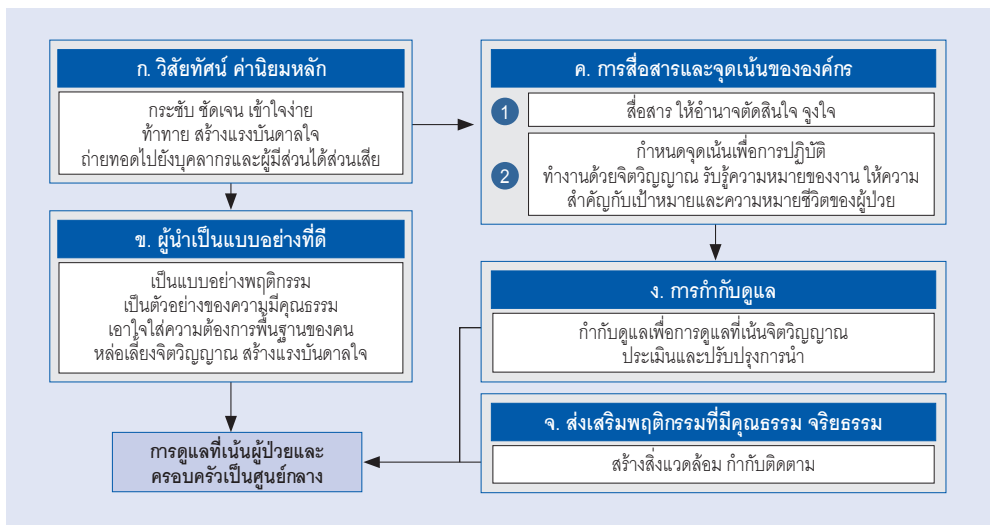 ก. วิสัยทัศน์ ค่านิยมหลัก
กระชับ ชัดเจน เข้าใจง่าย
ท้าทาย สร้างแรงบันดาลใจ
ถ่ายทอดไปยังบุคลากรและผู้มีส่วนได้ส่วนเสีย
ข. ผู้นำเป็นแบบอย่างที่ดี
เป็นแบบอย่างพฤติกรรม
เป็นตัวอย่างของความมีคุณธรรม
เอาใจใส่ความต้องการพื้นฐานของคน
หล่อเลี้ยงจิตวิญญาณ สร้างแรงบันดาลใจ
การดูแลที่เน้นผู้ป่วยและ
ครอบครัวเป็นศูนย์กลาง
ค. การสื่อสารและจุดเน้นขององค์กร
1 สื่อสาร ให้อำนาจตัดสินใจ จูงใจ
กำหนดจุดเน้นเพื่อการปฏิบัติ
2 ทำงานด้วยจิตวิญญาณ รับรู้ความหมายของงาน ให้ความ
สำคัญกับเป้าหมายและความหมายชีวิตของผู้ป่วย
ง. การกำกับดูแล
กำกับดูแลเพื่อการดูแลที่เน้นจิตวิญญาณ
ประเมินและปรับปรุงการนำ
จ. ส่งเสริมพฤติกรรมที่มีคุณธรรม จริยธรรม
สร้างสิ่งแวดล้อม กำกับติดตาม